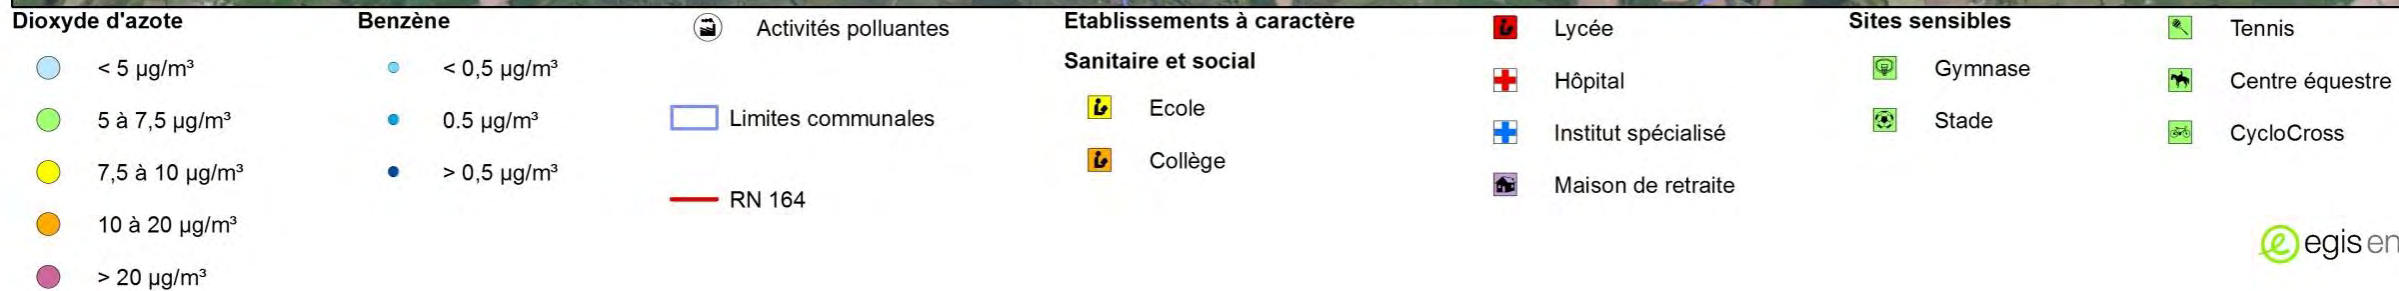 Dioxyde d'azote
< 5 µg/m³
5 à 7,5 µg/m³
7,5 à 10 µg/m³
10 à 20 µg/m³
> 20 µg/m³
Benzène
< 0,5 µg/m³
0.5 µg/m³
> 0,5 µg/m³
Activités polluantes
Limites communales
RN 164
Etablissements à caractère
Sanitaire et social
Ecole
Collège
Lycée
Hôpital
Institut spécialisé
Maison de retraite
Sites sensibles
Gymnase
Stade
Tennis
Centre équestre
CycloCross
egis en